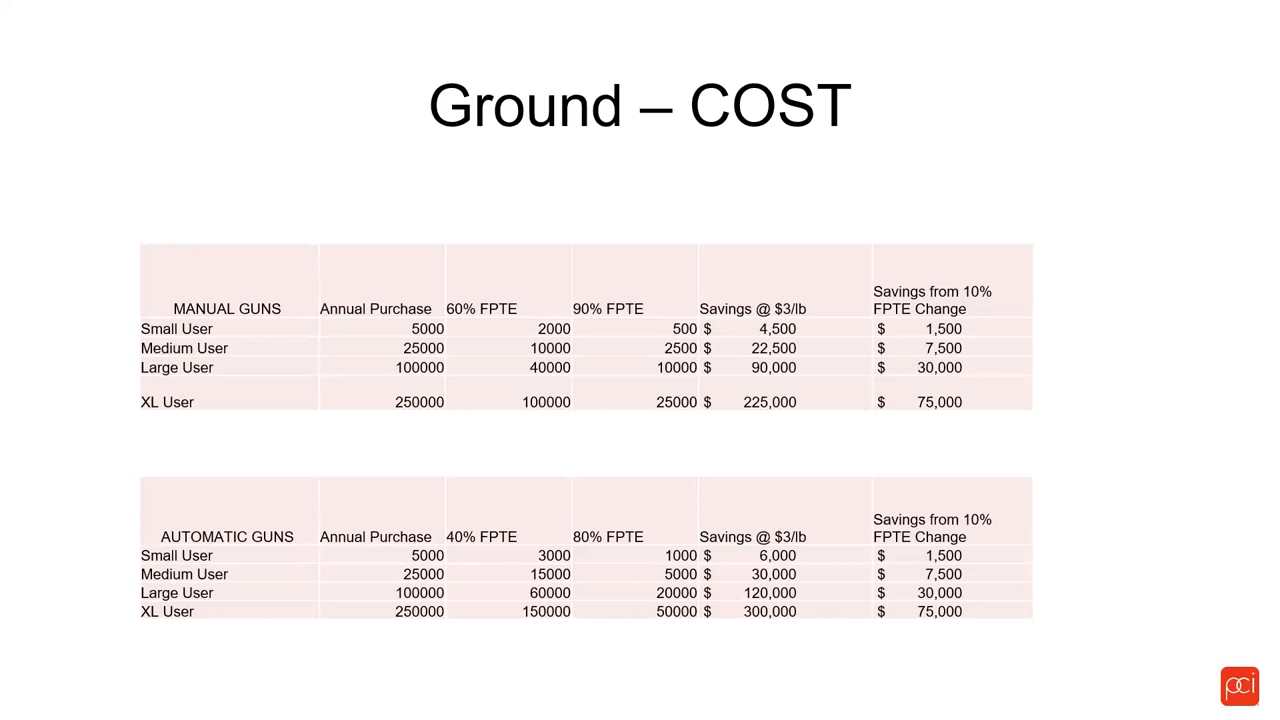 Ground – COST
Savings from 10%
MANUAL GUNS Annual Purchase 60% FPTE 90% FPTE Savings @ $3/lb FPTE Change
Small User 5000 2000 500 $ 4,500 $ 1,500
Medium User 25000 10000 2500 $ 22,500 $ 7,500
Large User 100000 40000 10000 $ 90,000 $ 30,000
XL User 250000 100000 25000 $ 225,000 $ 75,000
Savings from 10%
AUTOMATIC GUNS Annual Purchase 40% FPTE 80% FPTE Savings @ $3/lb FPTE Change
Small User 5000 3000 1000 $ 6,000 $ 1,500
Medium User 25000 15000 5000 $ 30,000 $ 7,500
Large User 100000 60000 20000 $ 120,000 $ 30,000
XL User 250000 150000 50000 $ 300,000 $ 75,000
pci